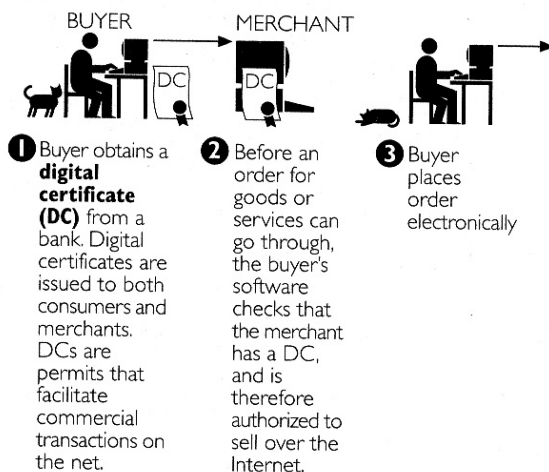 BUYER
MERCHANT
DC
DC
1 Buyer obtains a
digital
certificate
(DC) from a
bank. Digital
certificates are
issued to both
consumers and
merchants.
DCs are
permits that
facilitate
commercial
transactions on
the net.
2 Before an
order for
goods or
services can
go through,
the buyer's
software
checks that
the merchant
has a DC,
and is
therefore
authorized to
sell over the
Internet.
3 Buyer
places
order
electronically